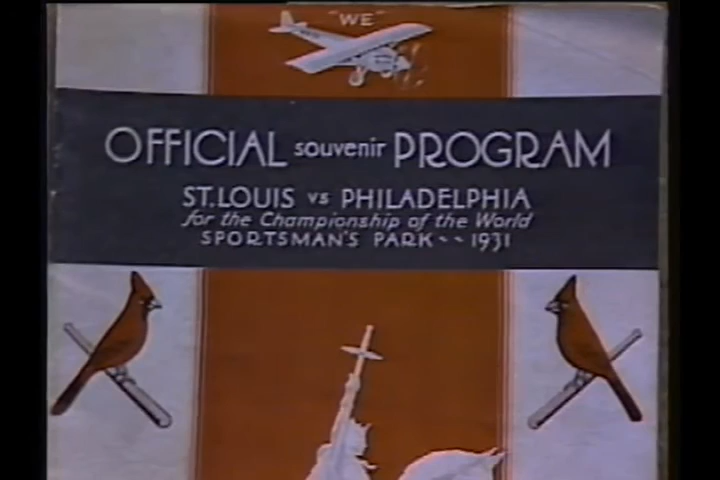 "WE"
OFFICIAL souvenir PROGRAM
ST. LOUIS vs PHILADELPHIA
for the Championship of the World
SPORTSMAN'S PARK ~~ 1931